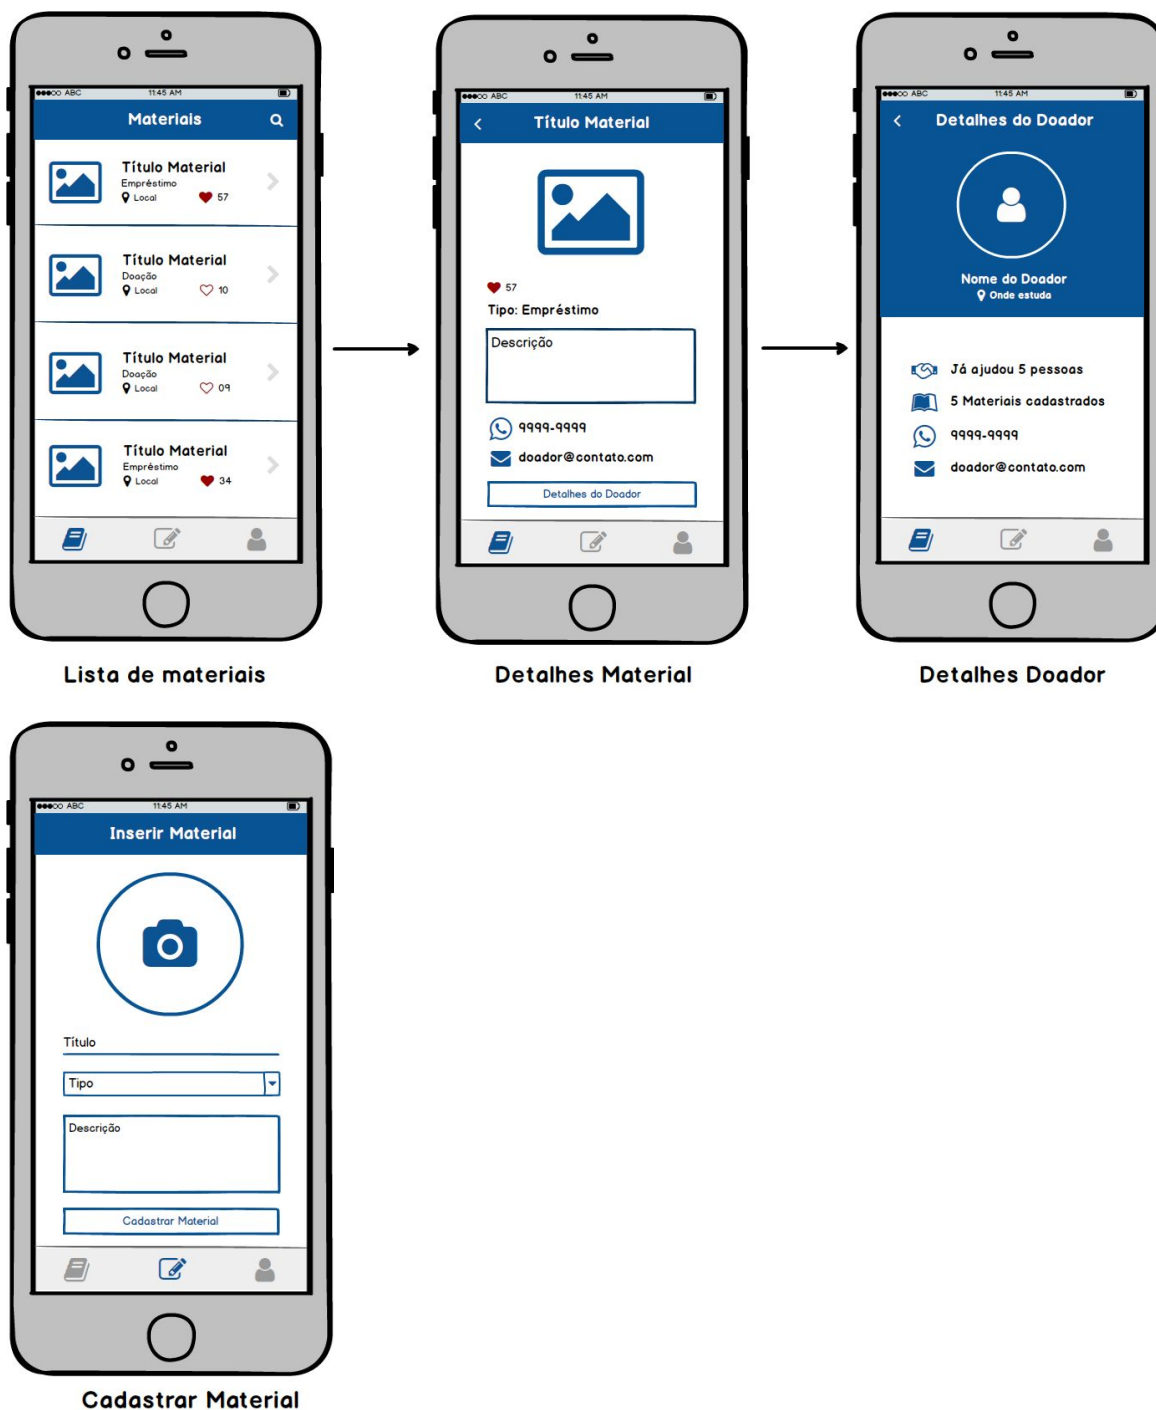 ABC 11:45 AM
Materiais
Título Material
Empréstimo
Local 57
Título Material
Doação
Local 10
Título Material
Doação
Local 09
Título Material
Empréstimo
Local 34
Lista de materiais
ABC 11:45 AM
< Título Material
57
Tipo: Empréstimo
Descrição
9999-9999
doador@contato.com
Detalhes do Doador
Detalhes Material
ABC 11:45 AM
< Detalhes do Doador
Nome do Doador
Onde estuda
Já ajudou 5 pessoas
5 Materiais cadastrados
9999-9999
doador@contato.com
Detalhes Doador
ABC 11:45 AM
Inserir Material
Título
Tipo
Descrição
Cadastrar Material
Cadastrar Material